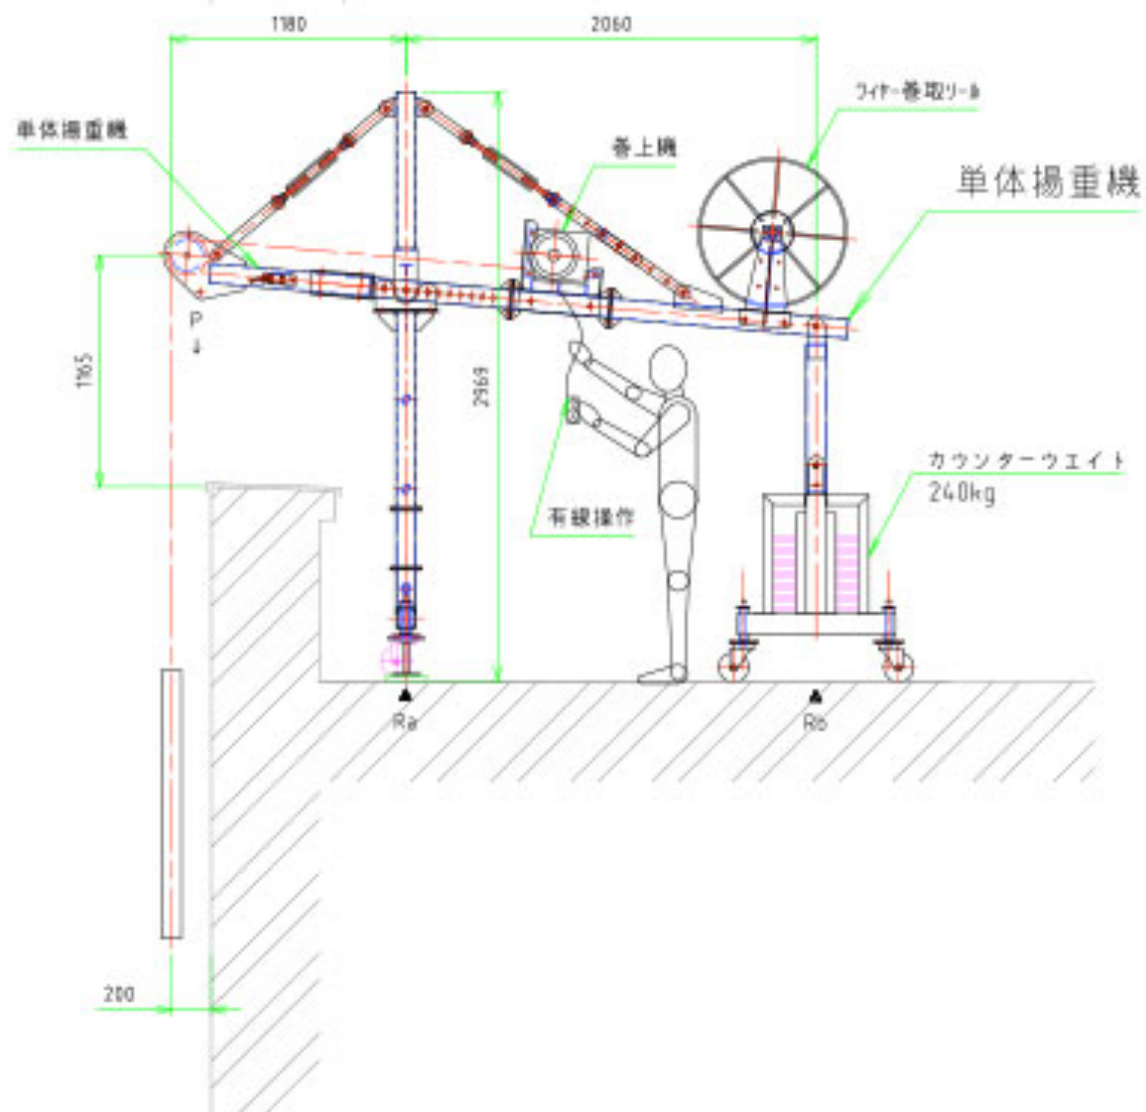 1180
2060
ワイヤー巻取リール
単体揚重機
巻上機
単体揚重機
P
1165
2969
カウンターウエイト
240kg
有線操作
Ra
Rb
200